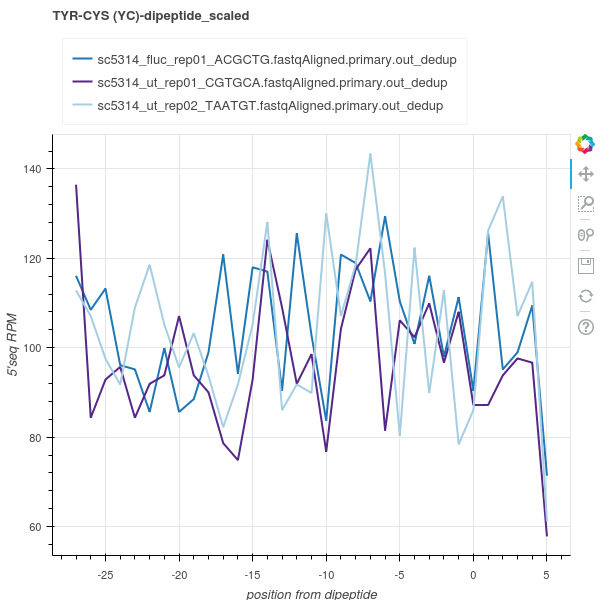 TYR-CYS (YC)-dipeptide_scaled
sc5314_fluc_rep01_ACGCTG.fastqAligned.primary.out_dedup
sc5314_ut_rep01_CGTGCA.fastqAligned.primary.out_dedup
sc5314_ut_rep02_TAATGT.fastqAligned.primary.out_dedup
140
120
100
80
60
5'seq RPM
-25 -20 -15 -10 -5 0 5
position from dipeptide